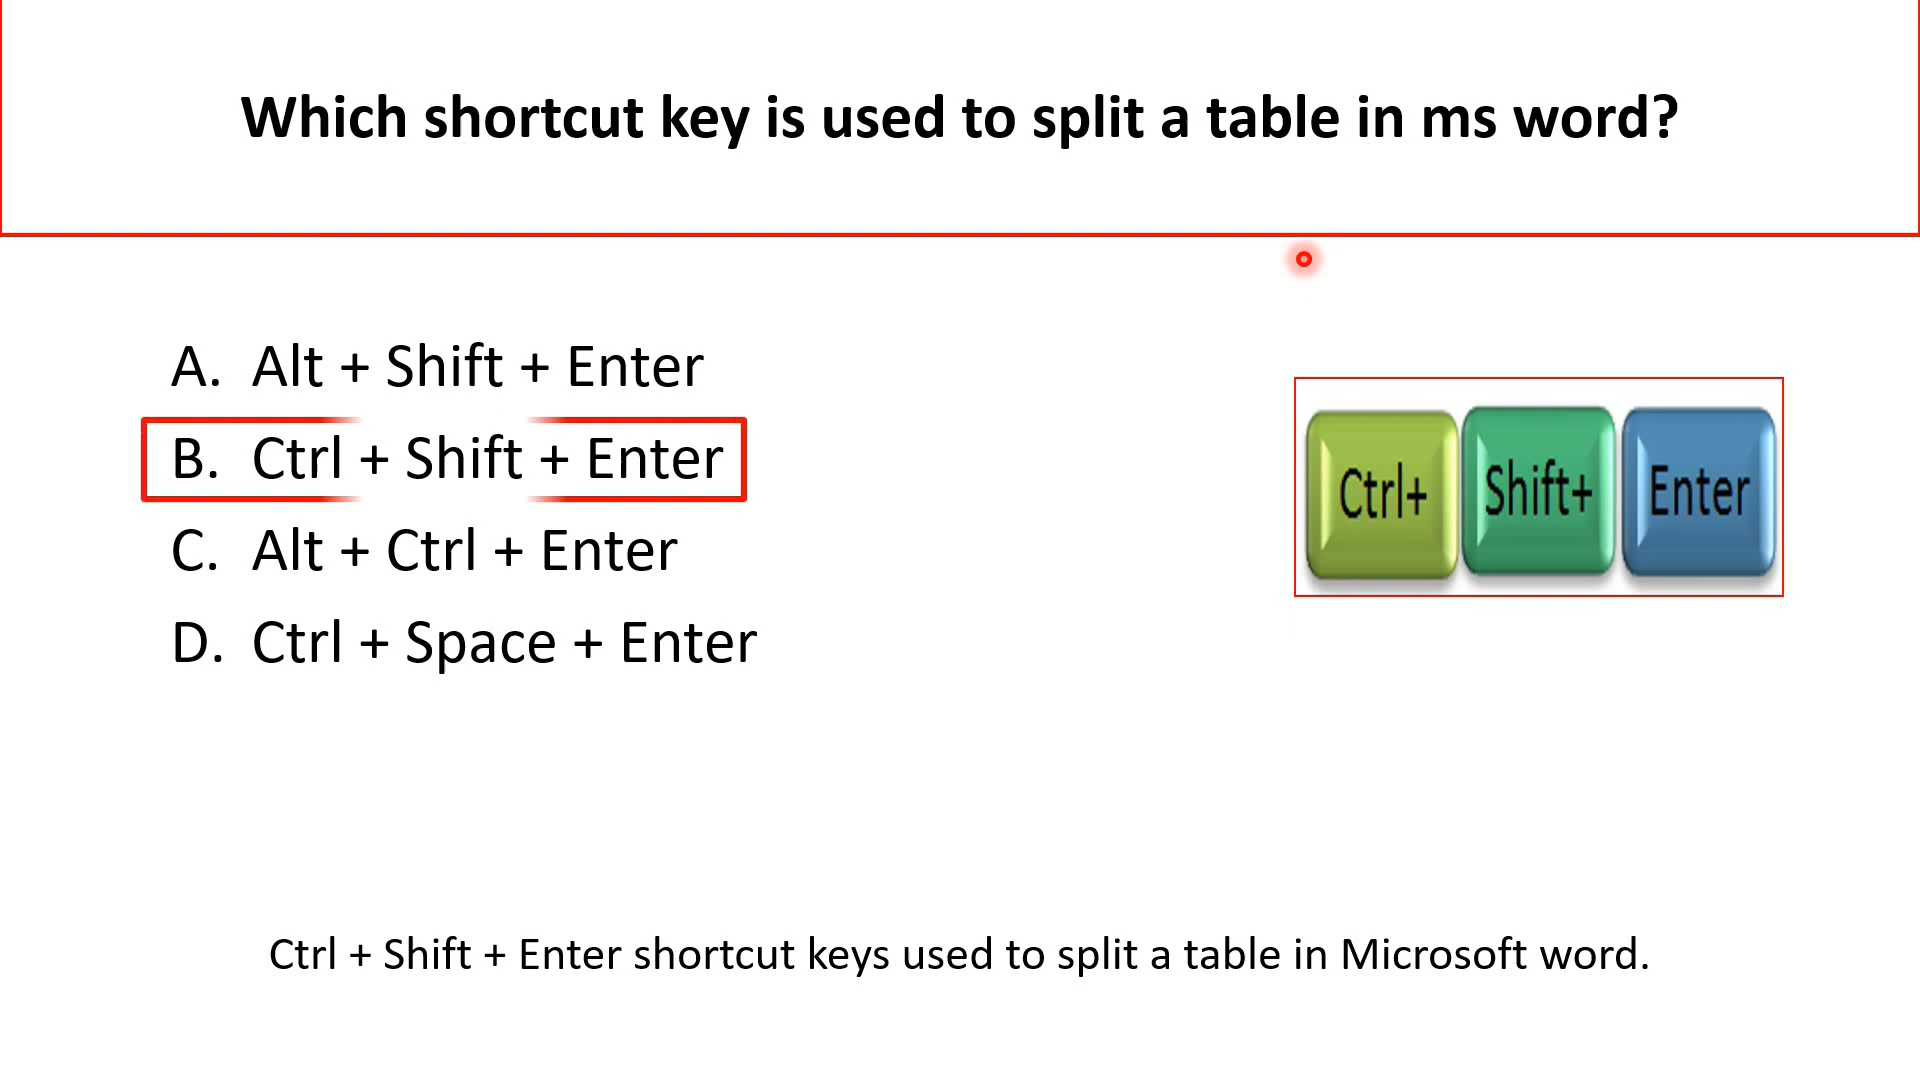 Which shortcut key is used to split a table in ms word?
A. Alt + Shift + Enter
B. Ctrl + Shift + Enter
C. Alt + Ctrl + Enter
D. Ctrl + Space + Enter
Ctrl+ Shift+ Enter
Ctrl + Shift + Enter shortcut keys used to split a table in Microsoft word.